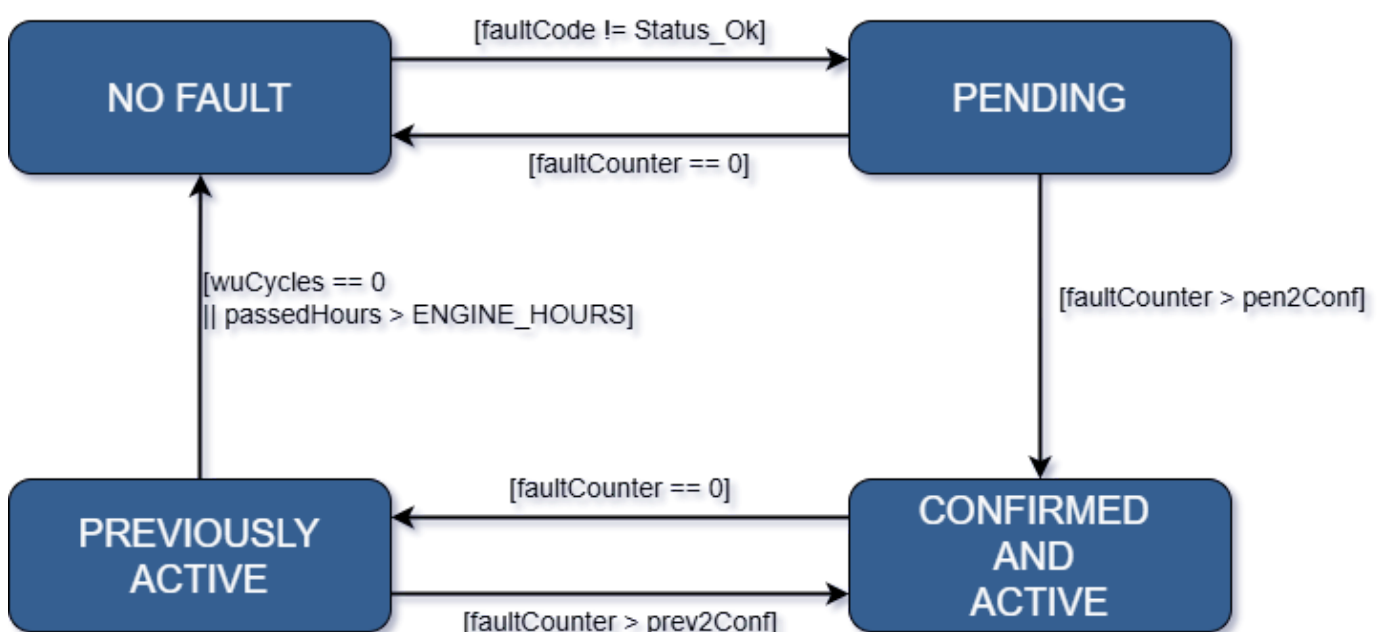 [faultCode != Status_Ok]
NO FAULT
PENDING
[faultCounter == 0]
[wuCycles == 0
|| passedHours > ENGINE_HOURS]
[faultCounter > pen2Conf]
[faultCounter == 0]
PREVIOUSLY
ACTIVE
CONFIRMED
AND
ACTIVE
[faultCounter > prev2Conf]